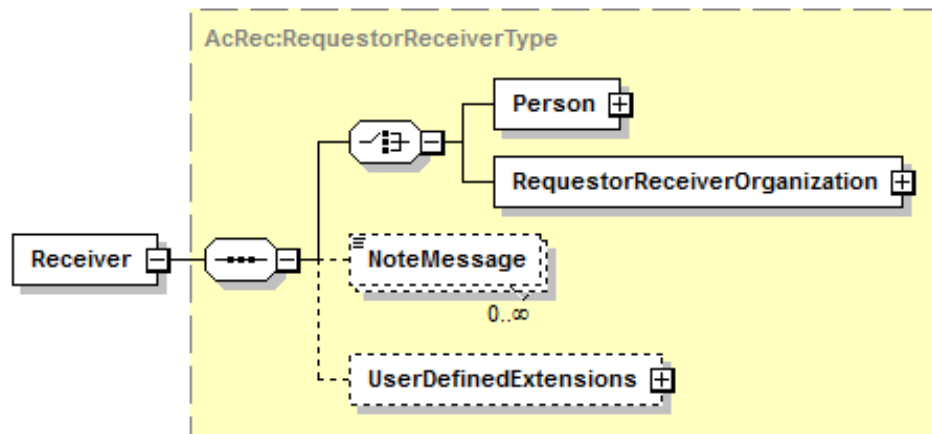 AcRec:RequestorReceiverType
Person
RequestorReceiverOrganization
Receiver
NoteMessage
0..∞
UserDefinedExtensions